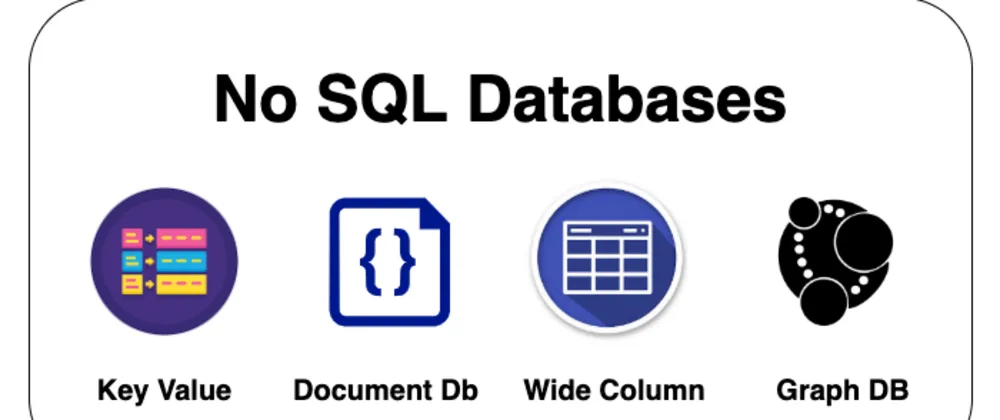 No SQL Databases
Key Value
Document Db
Wide Column
Graph DB